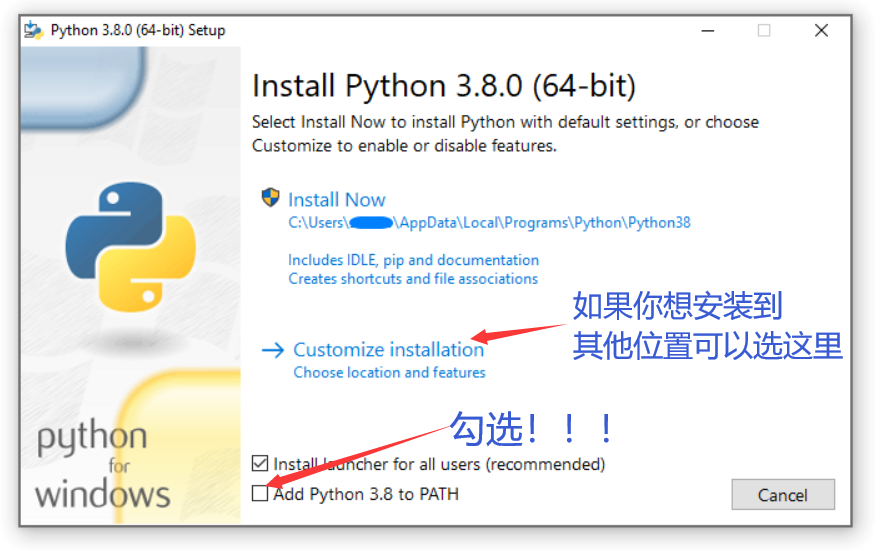 Python 3.8.0 (64-bit) Setup
Install Python 3.8.0 (64-bit)
Select Install Now to install Python with default settings, or choose
Customize to enable or disable features.
Install Now
C:\Users\ \AppData\Local\Programs\Python\Python38
Includes IDLE, pip and documentation
Creates shortcuts and file associations
如果你想安装到
其他位置可以选这里
Customize installation
Choose location and features
勾选！！！
Install launcher for all users (recommended)
Add Python 3.8 to PATH
Cancel
python
for
windows